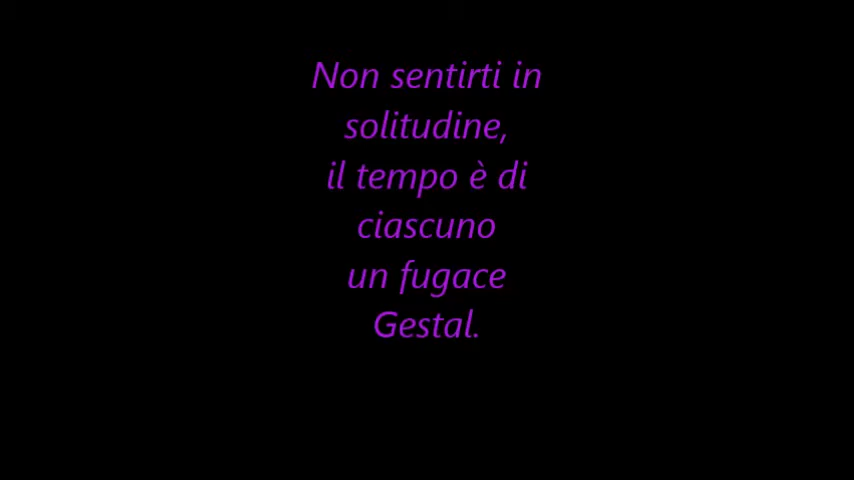 Non sentirti in
solitudine,
il tempo è di
ciascuno
un fugace
Gestal.